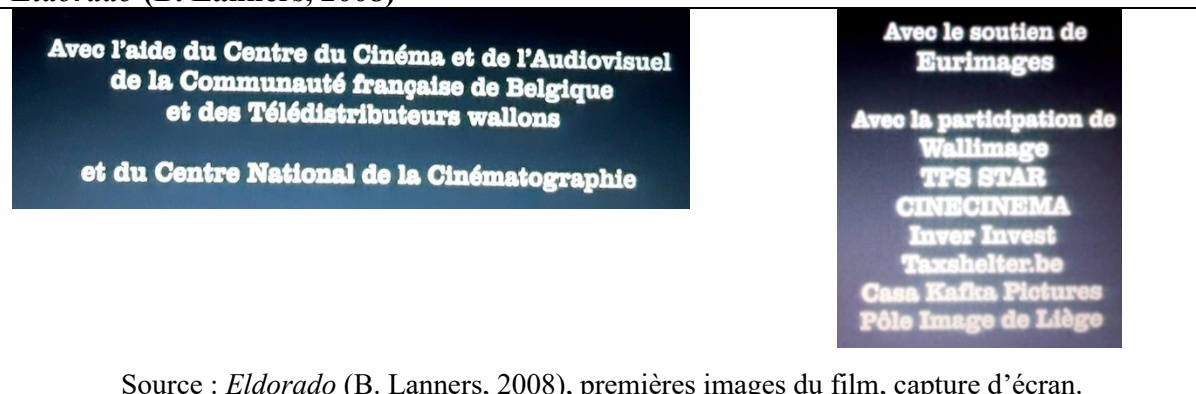 Eldorado (B. Lanners, 2008)
Avec l'aide du Centre du Cinéma et de l'Audiovisuel
de la Communauté française de Belgique
et des Télédistributeurs wallons
et du Centre National de la Cinématographie
Avec le soutien de
Eurimages
Avec la participation de
Wallimage
TPS STAR
CINECINEMA
Inver Invest
Taxshelter.be
Casa Kafka Pictures
Pôle Image de Liège
Source : Eldorado (B. Lanners, 2008), premières images du film, capture d'écran.